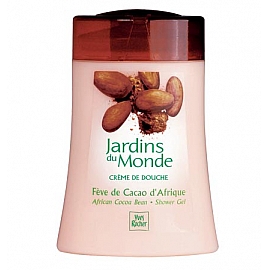 Jardins
du Monde
CRÈME DE DOUCHE
Fève de Cacao d'Afrique
African Cocoa Bean • Shower Gel
Yves
Rocher